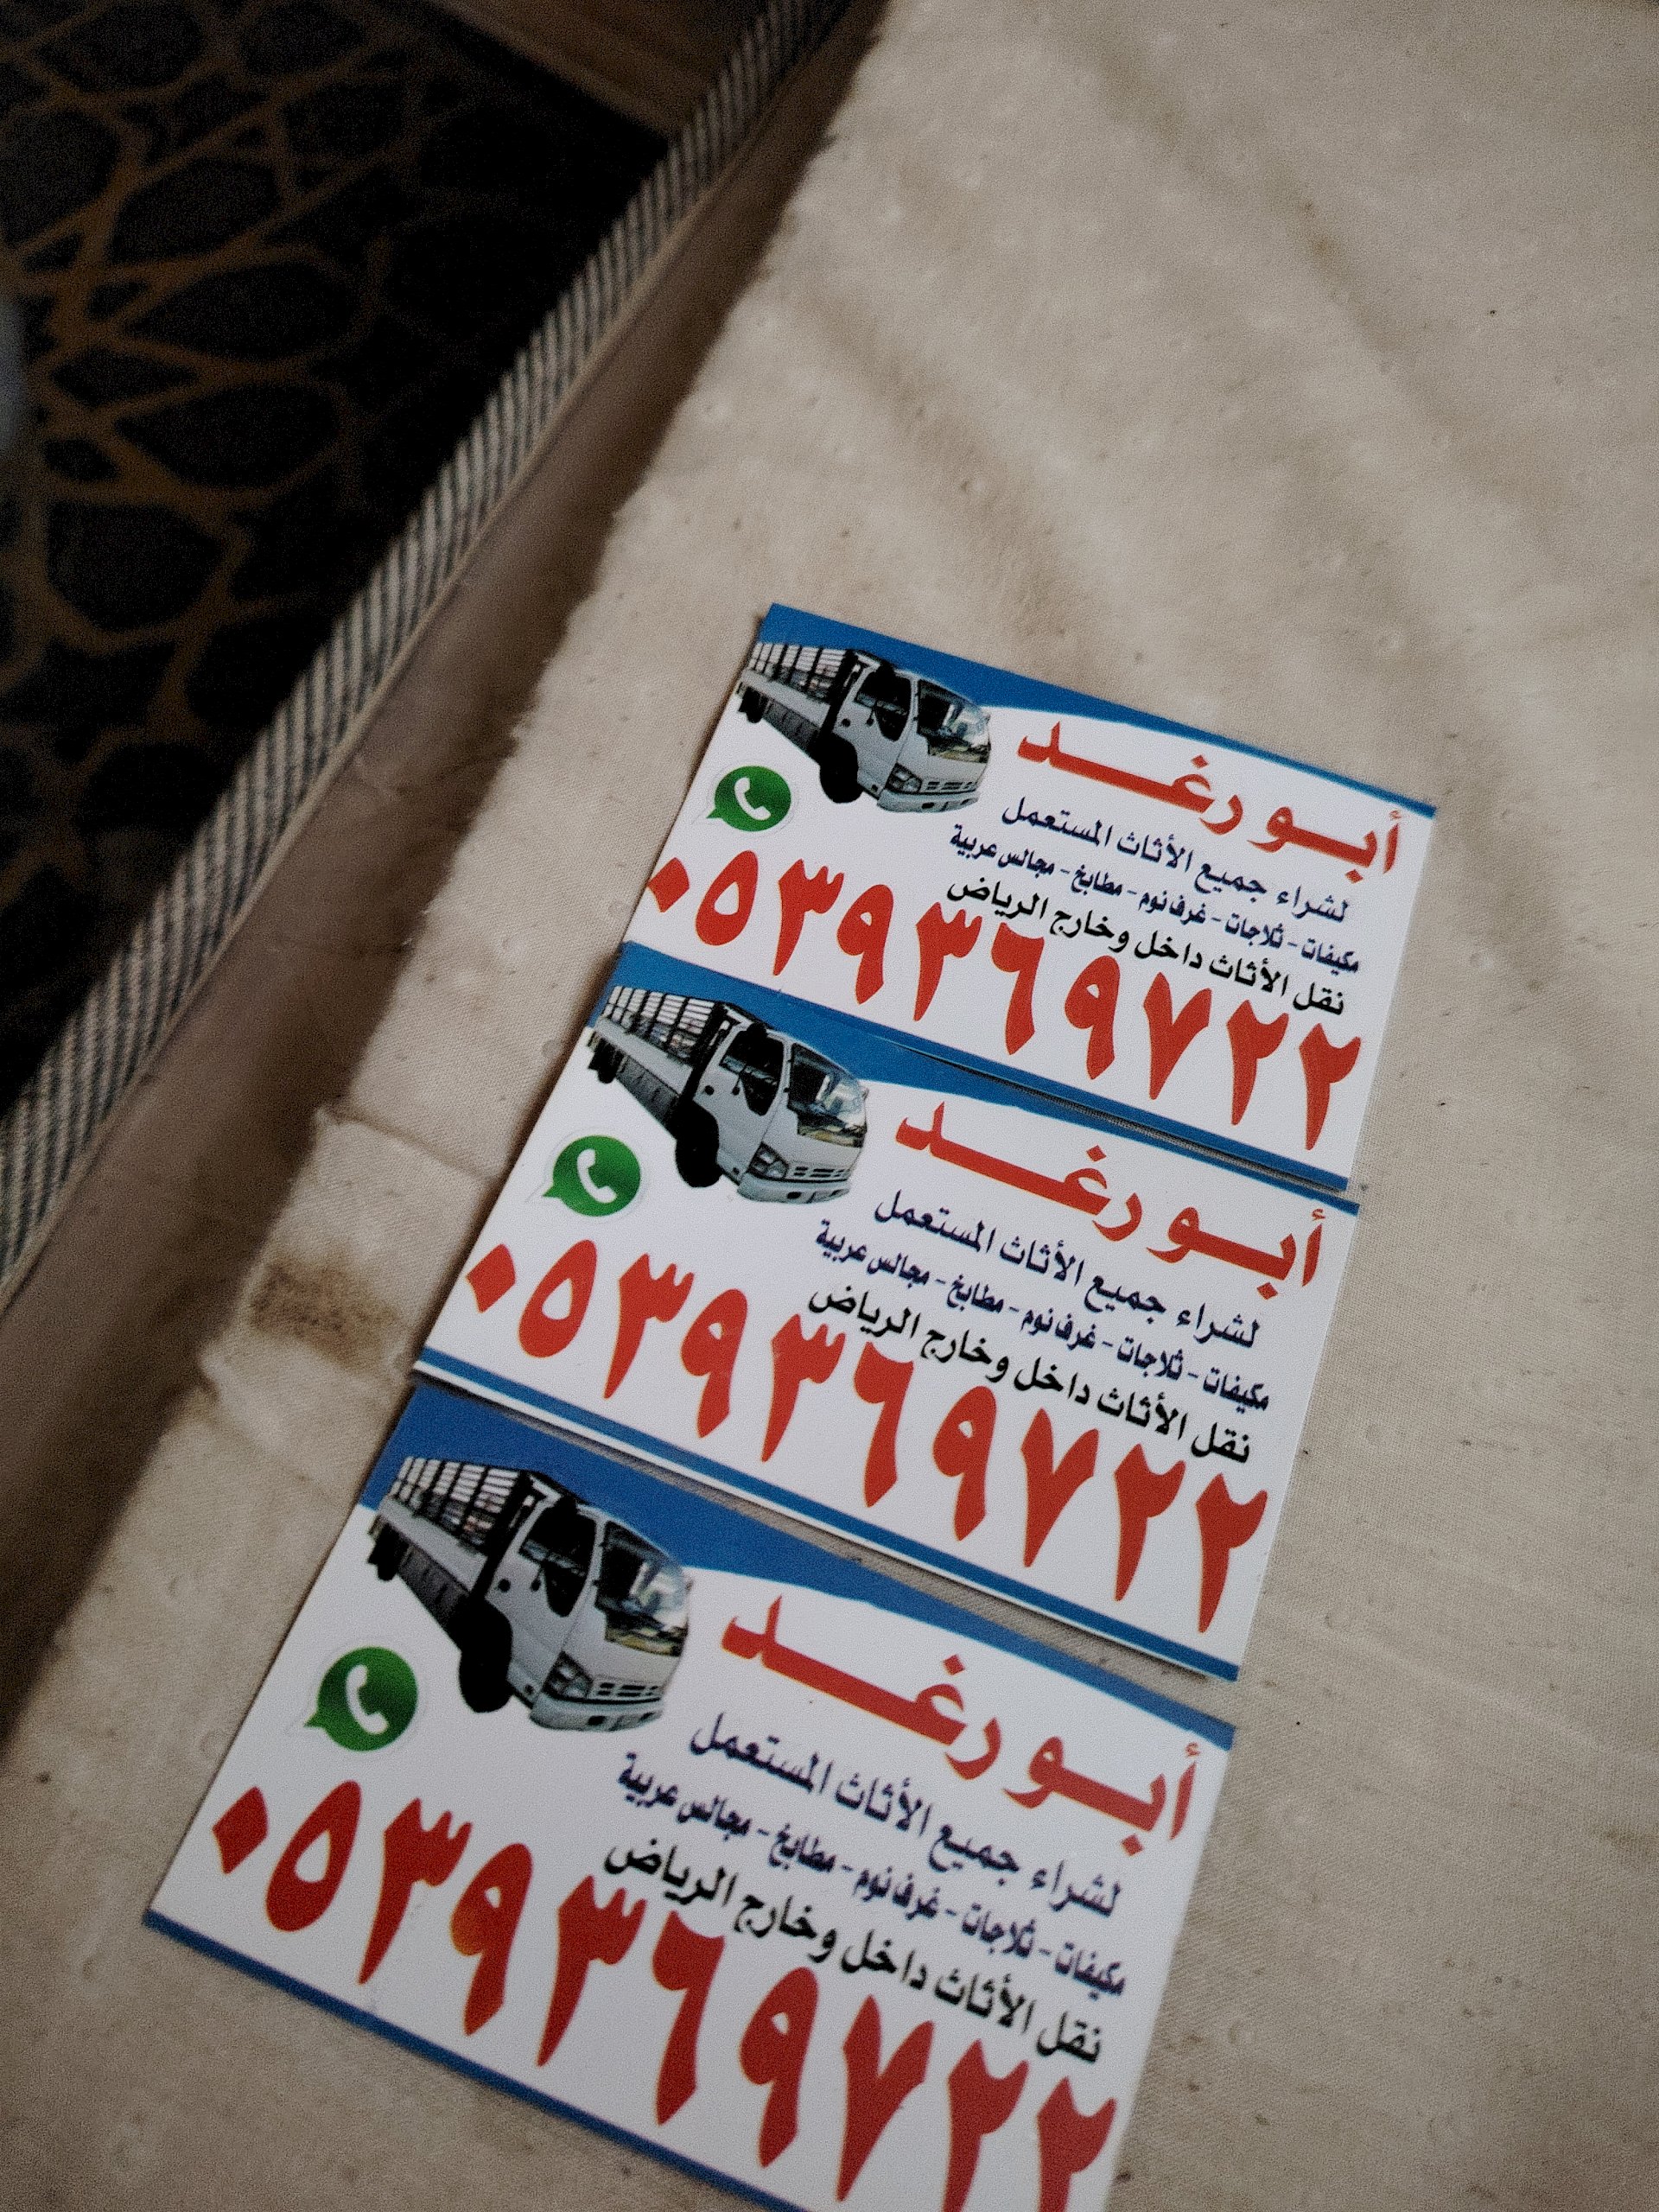 أبو رغد
لشراء جميع الأثاث المستعمل
مكيفات - ثلاجات - غرف نوم - مطابخ - مجالس عربية
نقل الأثاث داخل وخارج الرياض
٠٥٣٩٣٦٩٧٢٢
أبو رغد
لشراء جميع الأثاث المستعمل
مكيفات - ثلاجات - غرف نوم - مطابخ - مجالس عربية
نقل الأثاث داخل وخارج الرياض
٠٥٣٩٣٦٩٧٢٢
أبو رغد
لشراء جميع الأثاث المستعمل
مكيفات - ثلاجات - غرف نوم - مطابخ - مجالس عربية
نقل الأثاث داخل وخارج الرياض
٠٥٣٩٣٦٩٧٢٢